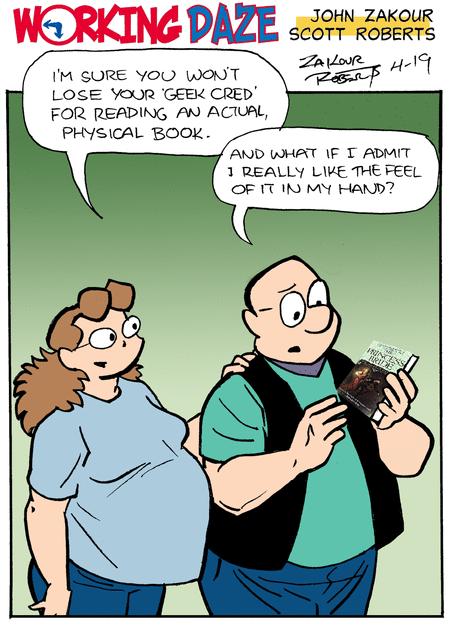 WORKING DAZE
JOHN ZAKOUR
SCOTT ROBERTS
ZAKOUR
ROBERTS 4-19
I'M SURE YOU WON'T
LOSE YOUR 'GEEK CRED'
FOR READING AN ACTUAL,
PHYSICAL BOOK.
AND WHAT IF I ADMIT
I REALLY LIKE THE FEEL
OF IT IN MY HAND?
THE
PRINCESS
BRIDE